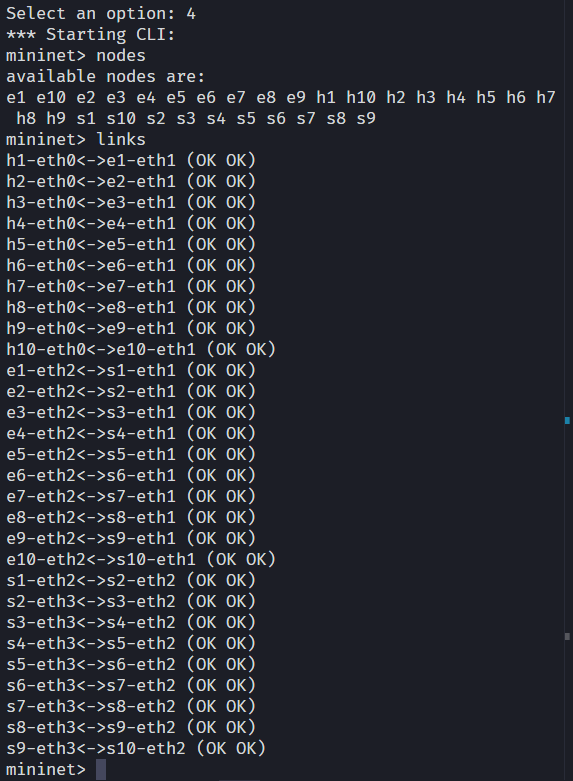 Select an option: 4
*** Starting CLI:
mininet> nodes
available nodes are:
e1 e10 e2 e3 e4 e5 e6 e7 e8 e9 h1 h10 h2 h3 h4 h5 h6 h7
 h8 h9 s1 s10 s2 s3 s4 s5 s6 s7 s8 s9
mininet> links
h1-eth0<->e1-eth1 (OK OK)
h2-eth0<->e2-eth1 (OK OK)
h3-eth0<->e3-eth1 (OK OK)
h4-eth0<->e4-eth1 (OK OK)
h5-eth0<->e5-eth1 (OK OK)
h6-eth0<->e6-eth1 (OK OK)
h7-eth0<->e7-eth1 (OK OK)
h8-eth0<->e8-eth1 (OK OK)
h9-eth0<->e9-eth1 (OK OK)
h10-eth0<->e10-eth1 (OK OK)
e1-eth2<->s1-eth1 (OK OK)
e2-eth2<->s2-eth1 (OK OK)
e3-eth2<->s3-eth1 (OK OK)
e4-eth2<->s4-eth1 (OK OK)
e5-eth2<->s5-eth1 (OK OK)
e6-eth2<->s6-eth1 (OK OK)
e7-eth2<->s7-eth1 (OK OK)
e8-eth2<->s8-eth1 (OK OK)
e9-eth2<->s9-eth1 (OK OK)
e10-eth2<->s10-eth1 (OK OK)
s1-eth2<->s2-eth2 (OK OK)
s2-eth3<->s3-eth2 (OK OK)
s3-eth3<->s4-eth2 (OK OK)
s4-eth3<->s5-eth2 (OK OK)
s5-eth3<->s6-eth2 (OK OK)
s6-eth3<->s7-eth2 (OK OK)
s7-eth3<->s8-eth2 (OK OK)
s8-eth3<->s9-eth2 (OK OK)
s9-eth3<->s10-eth2 (OK OK)
mininet>